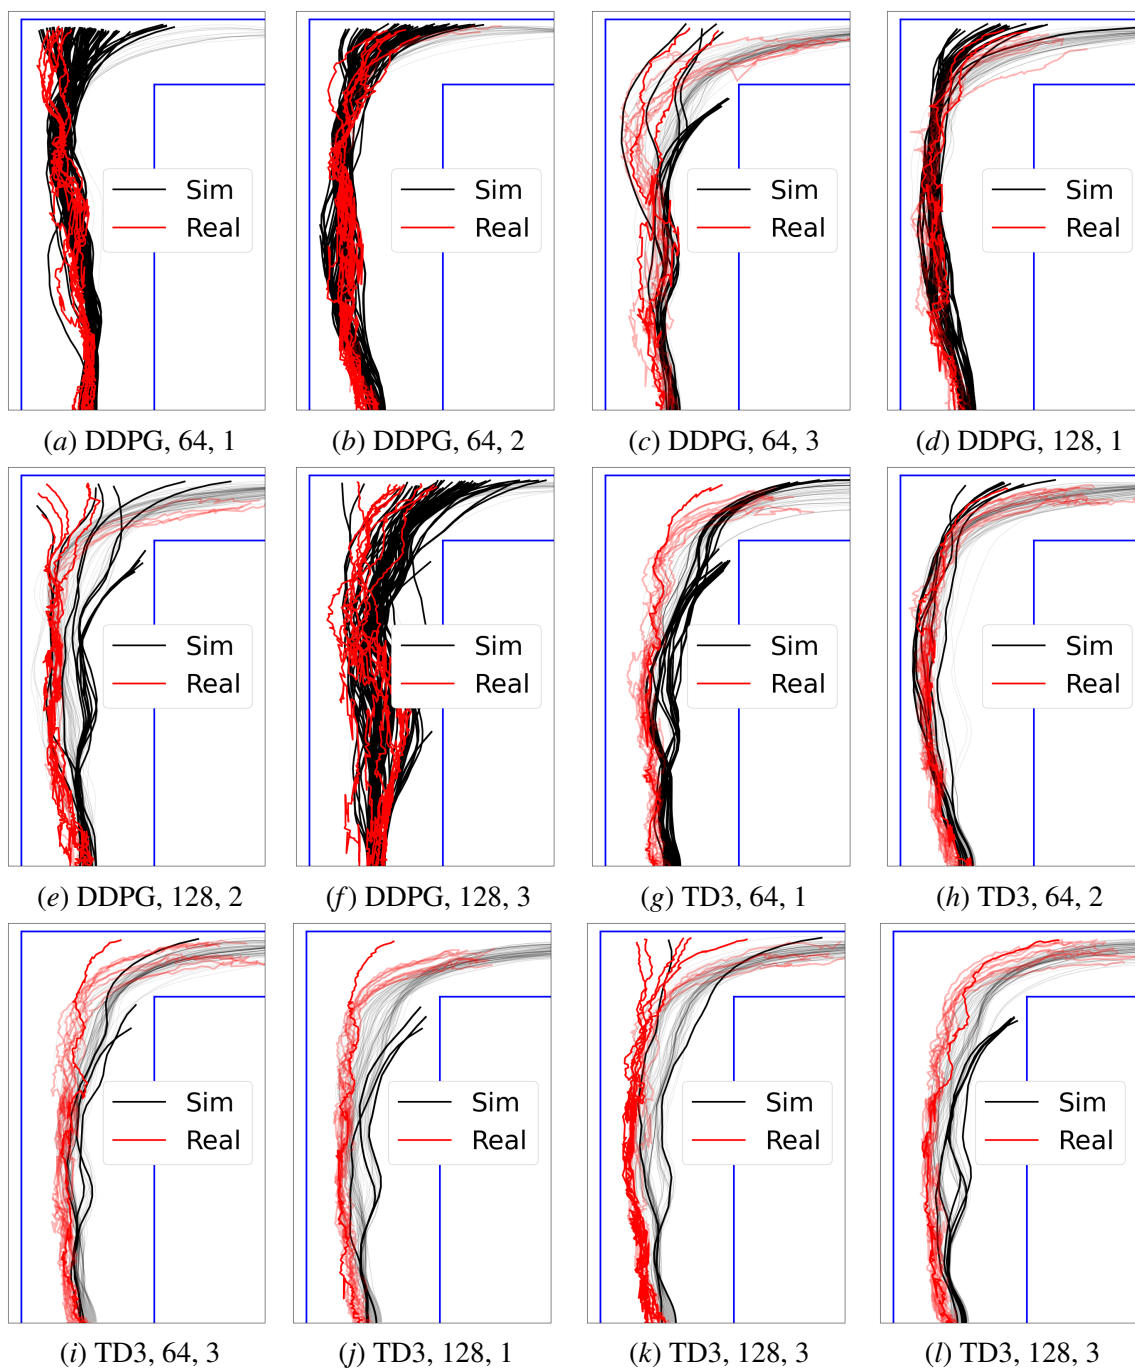 Sim Sim Sim Sim
Real Real Real Real
(a) DDPG, 64, 1 (b) DDPG, 64, 2 (c) DDPG, 64, 3 (d) DDPG, 128, 1
Sim Sim Sim Sim
Real Real Real Real
(e) DDPG, 128, 2 (f) DDPG, 128, 3 (g) TD3, 64, 1 (h) TD3, 64, 2
Sim Sim Sim Sim
Real Real Real Real
(i) TD3, 64, 3 (j) TD3, 128, 1 (k) TD3, 128, 3 (l) TD3, 128, 3